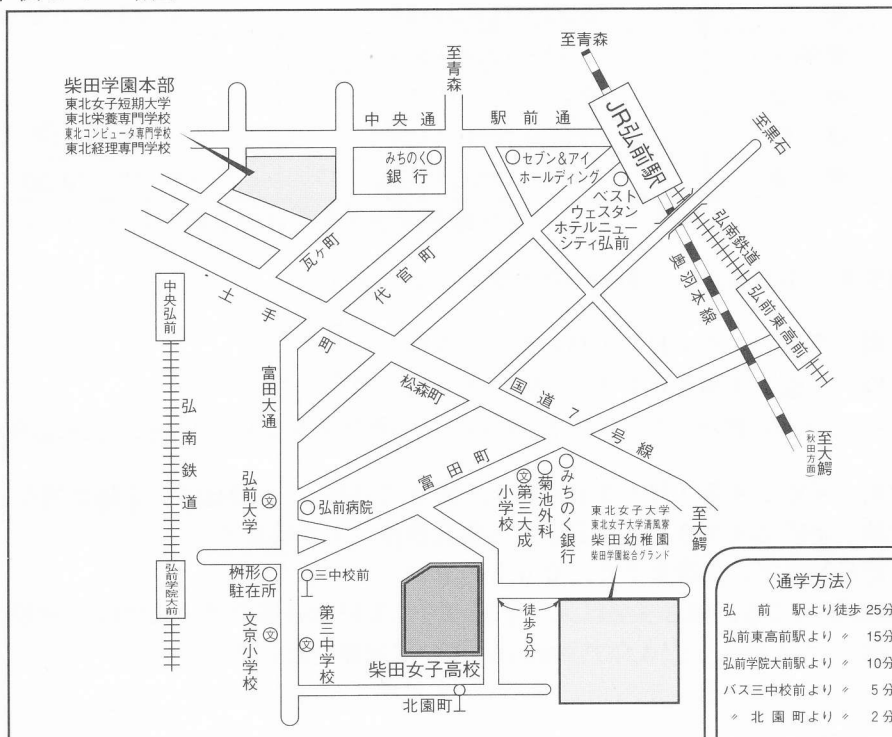 至青森
至青森
柴田学園本部
東北女子短期大学
東北栄養専門学校
東北コンピュータ専門学校
東北経理専門学校
中央通
駅前通
JR弘前駅
至黒石
みちのく
銀行
セブン&アイ
ホールディング
ベスト
ウェスタン
ホテルニュー
シティ弘前
弘南鉄道
奥羽本線
弘前東高前
瓦ヶ町
代官町
土手町
中央弘前
富田大通
松森町
国道7号線
至大鰐
(秋田方面)
弘南鉄道
富田町
弘前大学
文
弘前病院
文第三大成
小学校
菊池外科
みちのく銀行
東北女子大学
東北女子大学清風寮
柴田幼稚園
柴田学園総合グランド
至大鰐
弘前学院大前
桝形
駐在所
三中校前
徒歩5分
文京小学校
文
第三中学校
文
柴田女子高校
北園町
〈通学方法〉
弘前駅より徒歩25分
弘前東高前駅より〃15分
弘前学院大前駅より〃10分
バス三中校前より〃5分
〃北園町より〃2分